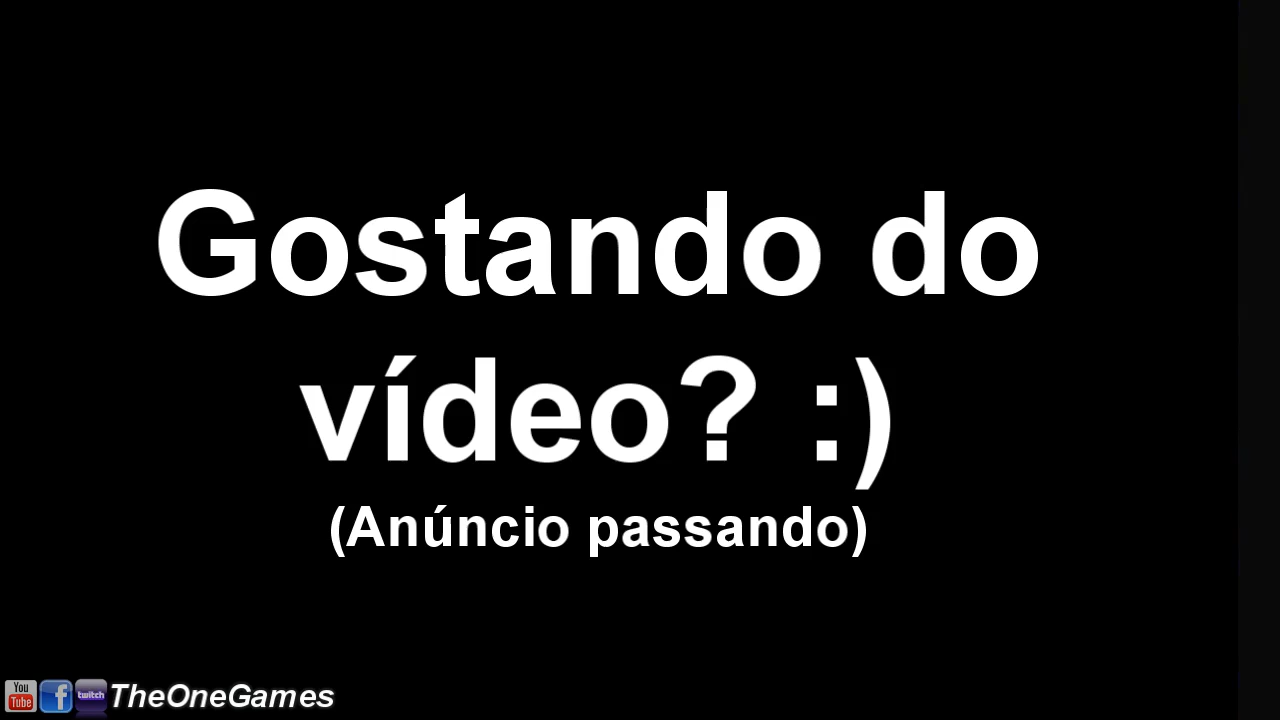 Gostando do
vídeo? :)
(Anúncio passando)
You Tube f twitch TheOneGames